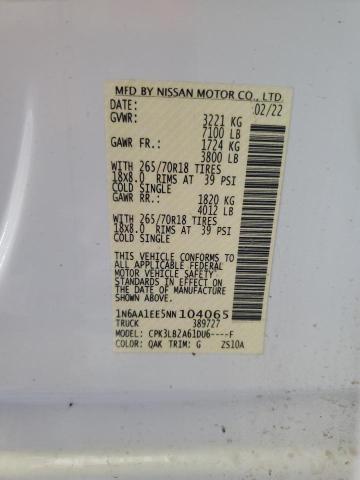 MFD BY NISSAN MOTOR CO., LTD.
DATE: 02/22
GVWR: 3221 KG
7100 LB
GAWR FR.: 1724 KG
3800 LB
WITH 265/70R18 TIRES
18X8.0 RIMS AT 39 PSI
COLD SINGLE
GAWR RR.: 1820 KG
4012 LB
WITH 265/70R18 TIRES
18X8.0 RIMS AT 39 PSI
COLD SINGLE
THIS VEHICLE CONFORMS TO
ALL APPLICABLE FEDERAL
MOTOR VEHICLE SAFETY
STANDARDS IN EFFECT ON
THE DATE OF MANUFACTURE
SHOWN ABOVE.
1N6AA1EE5NN104065
TRUCK 389727
MODEL: CPK3LBZA61DU6----F
COLOR: QAK TRIM: G ZS10A